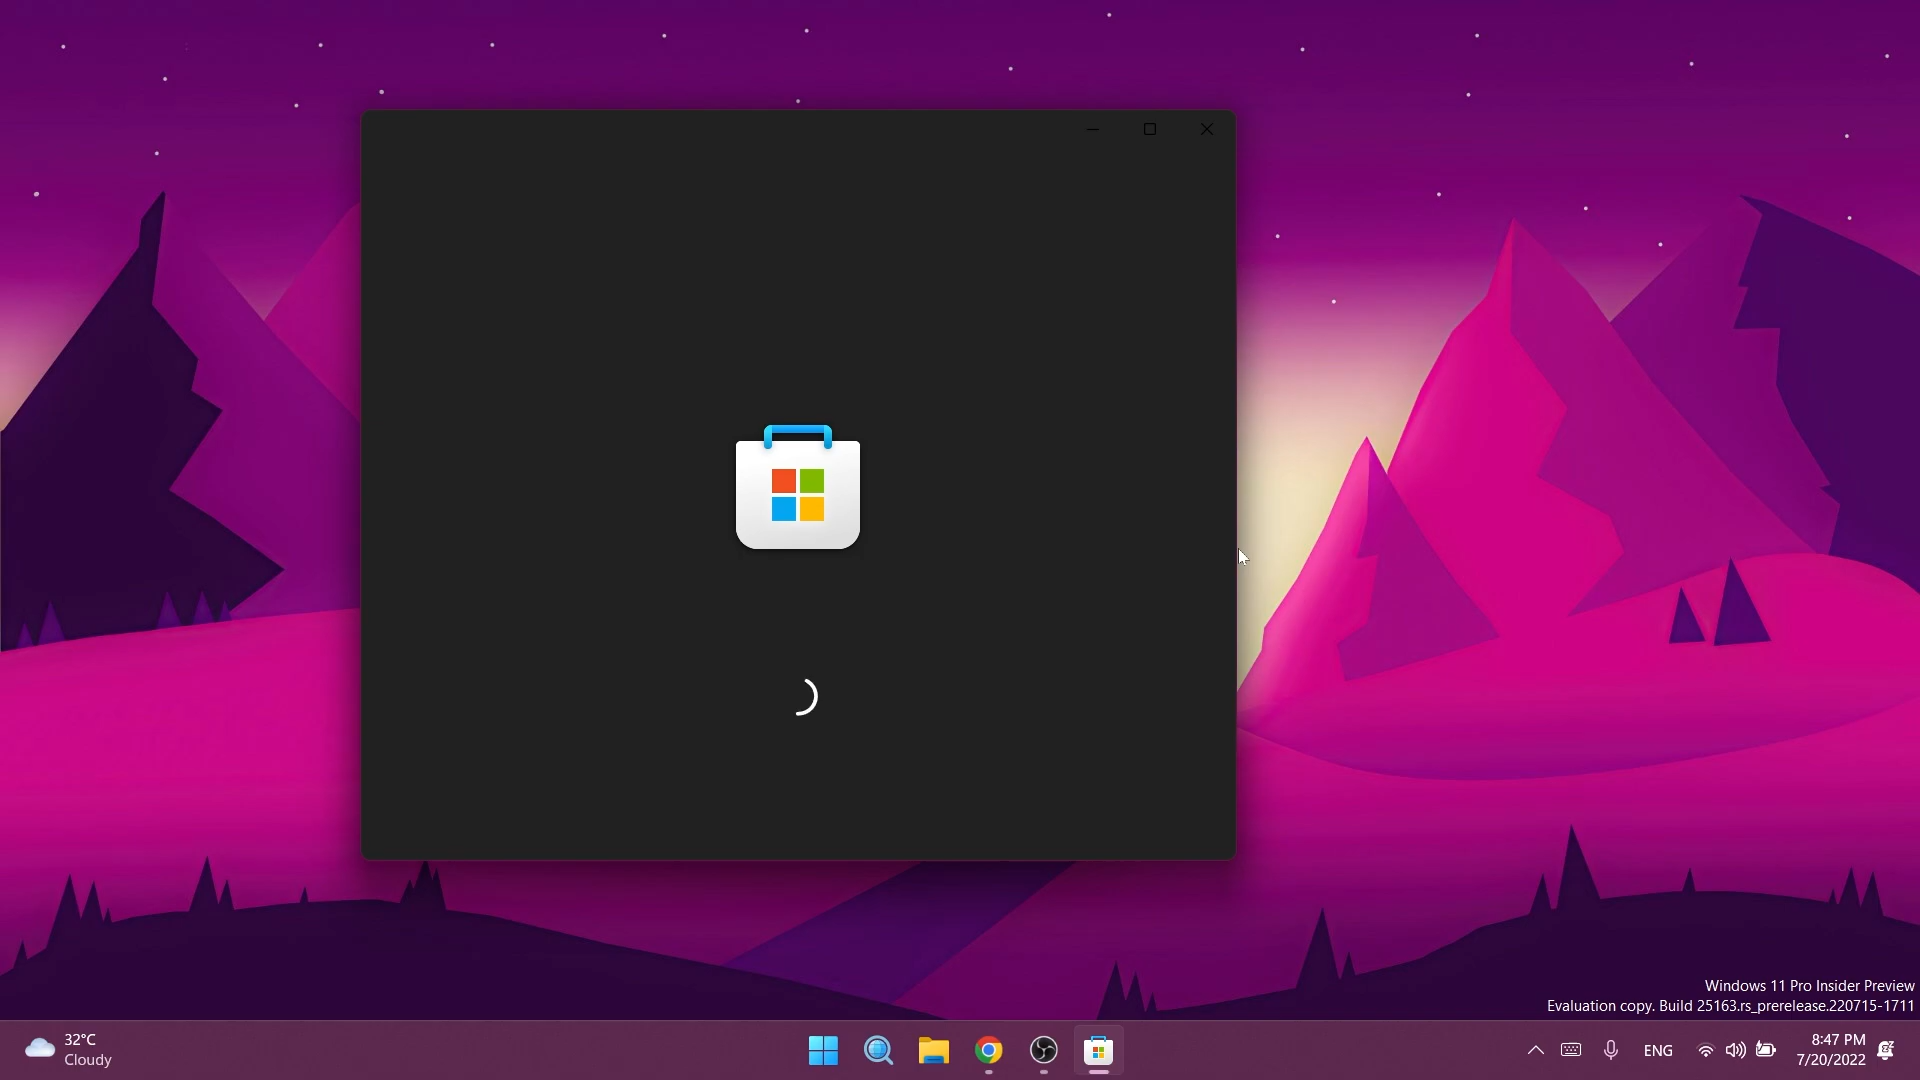 Windows 11 Pro Insider Preview
Evaluation copy. Build 25163.rs_prerelease.220715-1711
32°C
Cloudy
ENG
8:47 PM
7/20/2022